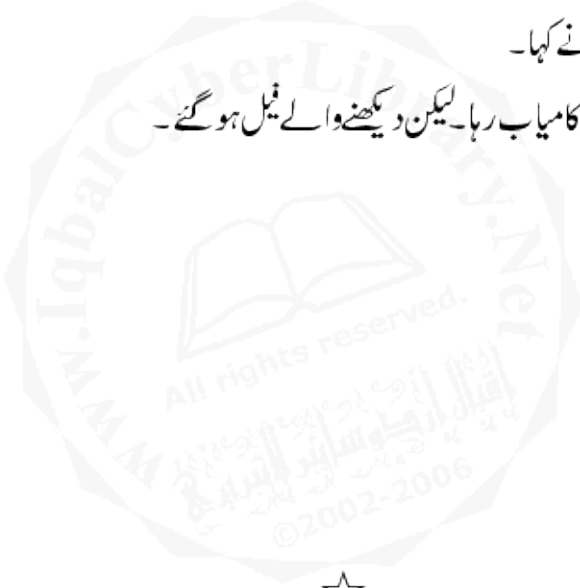 نے کہا۔
کامیاب رہا۔لیکن دیکھنے والے فیل ہو گئے ۔
www.IqbalCyberLibrary.Net
All rights reserved.
©2002-2006